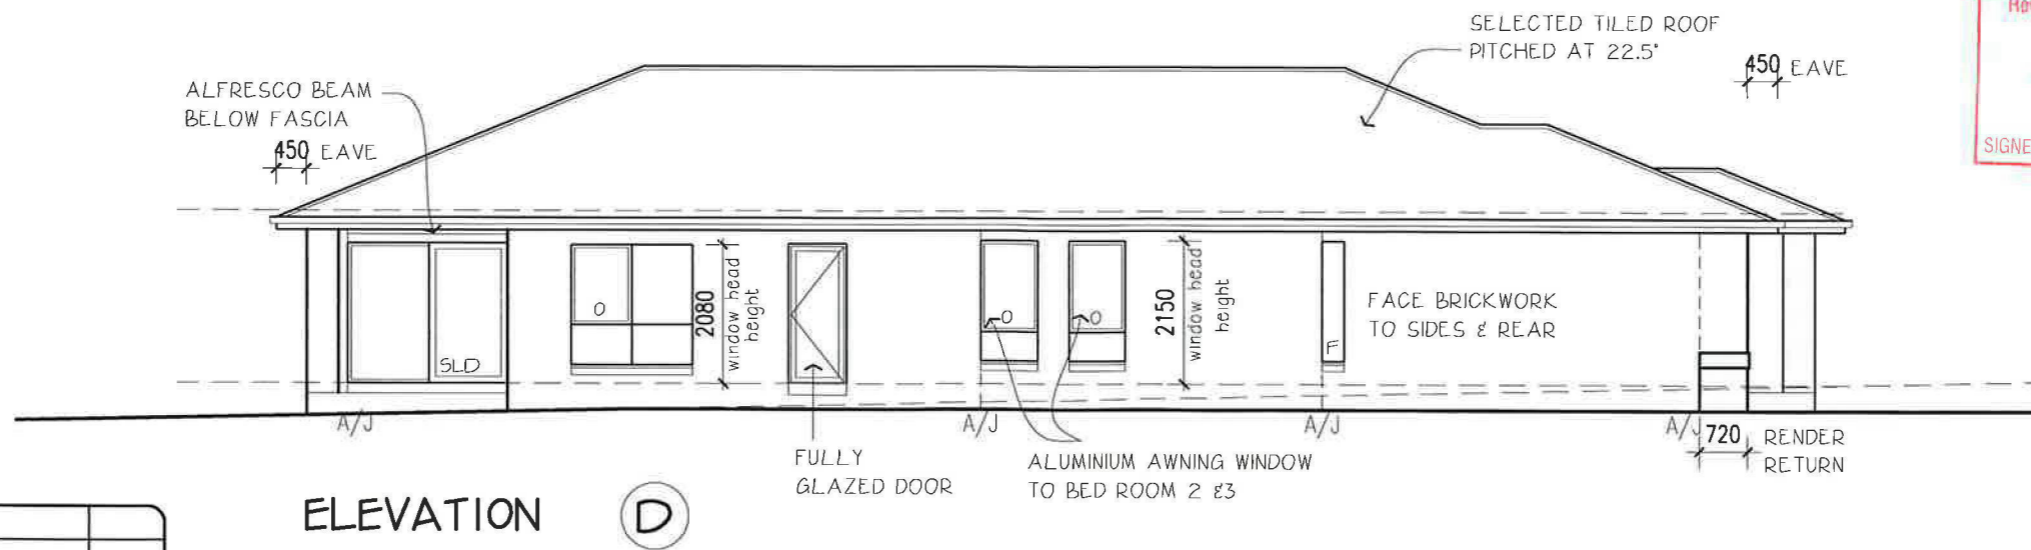 SELECTED TILED ROOF
PITCHED AT 22.5°
450 EAVE
ALFRESCO BEAM
BELOW FASCIA
450 EAVE
SIGNE
O
SLD
2080
window head
height
O
O
2150
window head
height
F
FACE BRICKWORK
TO SIDES & REAR
A/J
A/J
A/J
A/J
720 RENDER
RETURN
FULLY
GLAZED DOOR
ALUMINIUM AWNING WINDOW
TO BED ROOM 2 &3
ELEVATION D